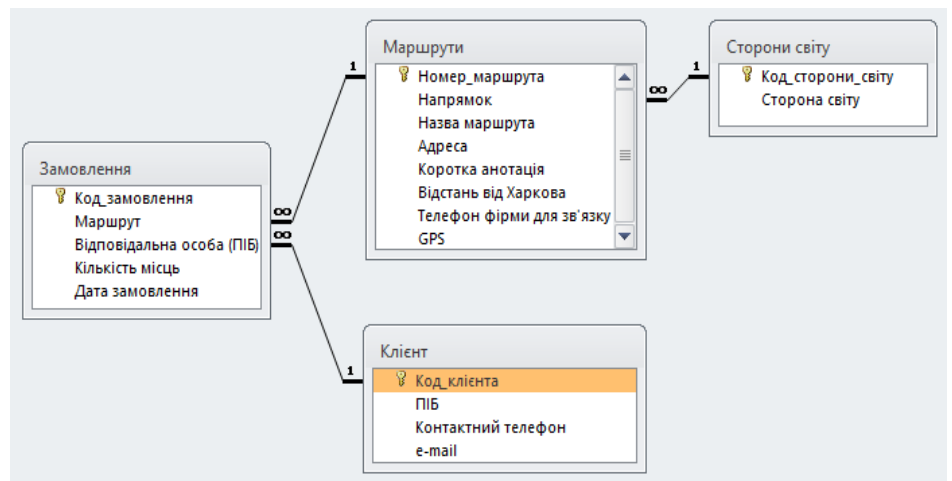 Маршрути
Номер_маршрута
Напрямок
Назва маршрута
Адреса
Коротка анотація
Відстань від Харкова
Телефон фірми для зв'язку
GPS
Сторони світу
Код_сторони_світу
Сторона світу
Замовлення
Код_замовлення
Маршрут
Відповідальна особа (ПІБ)
Кількість місць
Дата замовлення
Клієнт
Код_клієнта
ПІБ
Контактний телефон
e-mail
1
∞
1
∞
∞
1